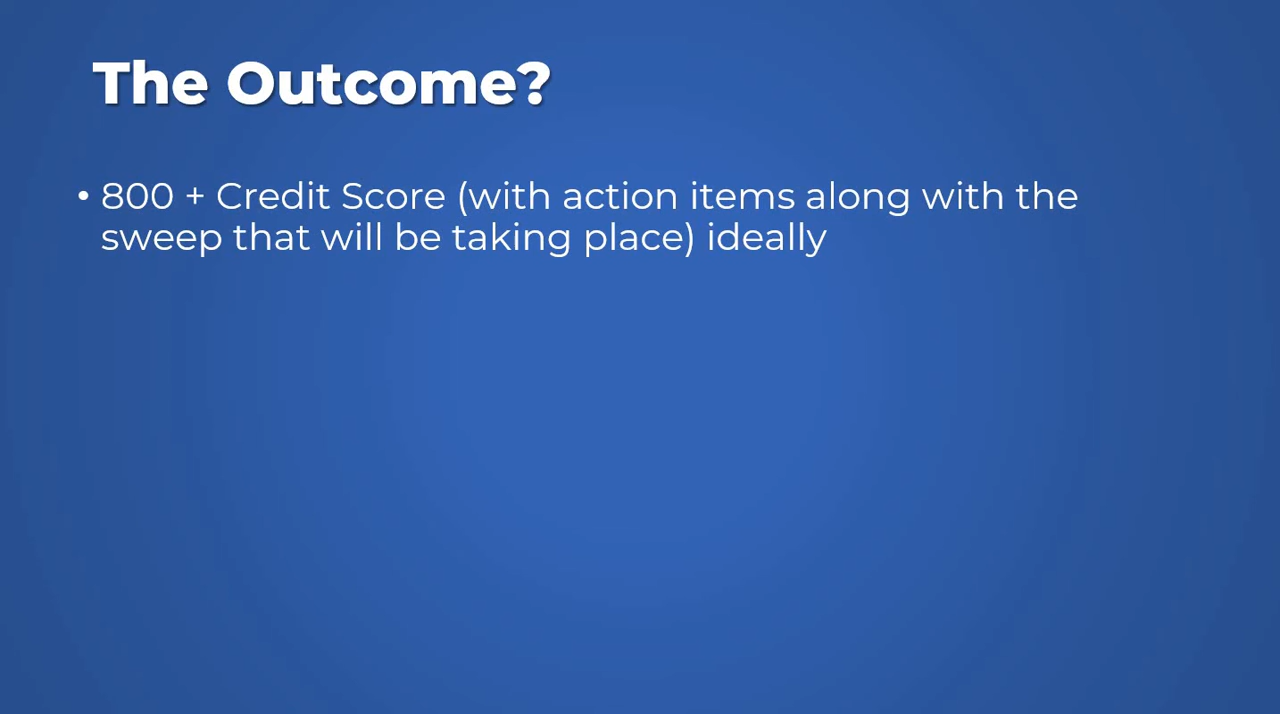 The Outcome?
• 800 + Credit Score (with action items along with the
sweep that will be taking place) ideally